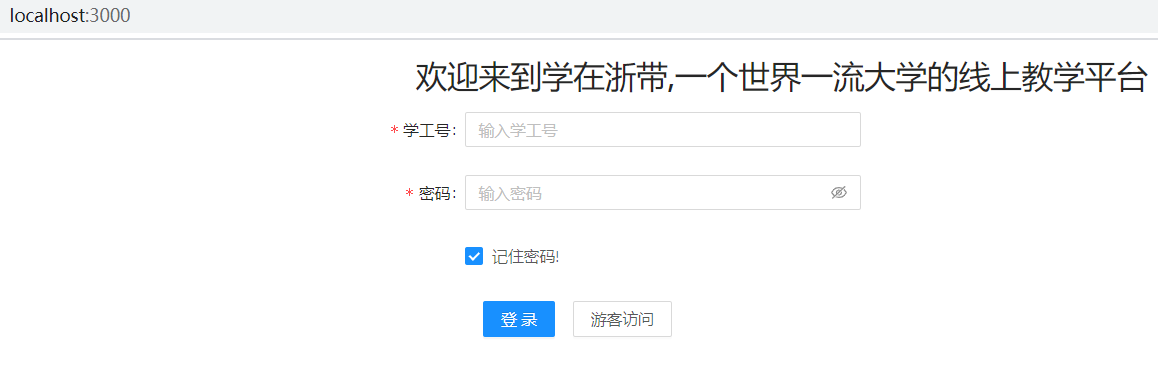 localhost:3000
欢迎来到学在浙带,一个世界一流大学的线上教学平台
* 学工号: 输入学工号
* 密码: 输入密码
记住密码!
登 录 游客访问